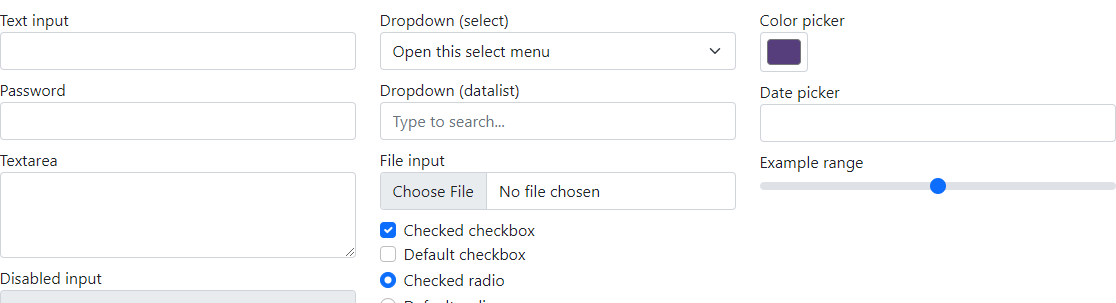 Text input
Password
Textarea
Disabled input
Dropdown (select)
Open this select menu
Dropdown (datalist)
Type to search...
File input
Choose File No file chosen
Checked checkbox
Default checkbox
Checked radio
Color picker
Date picker
Example range